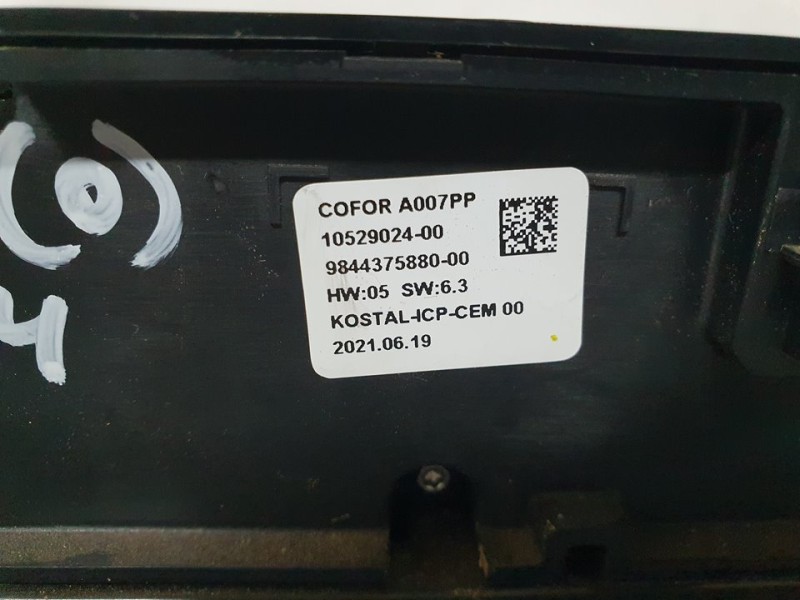 COFOR A007PP
10529024-00
9844375880-00
HW:05 SW:6.3
KOSTAL-ICP-CEM 00
2021.06.19